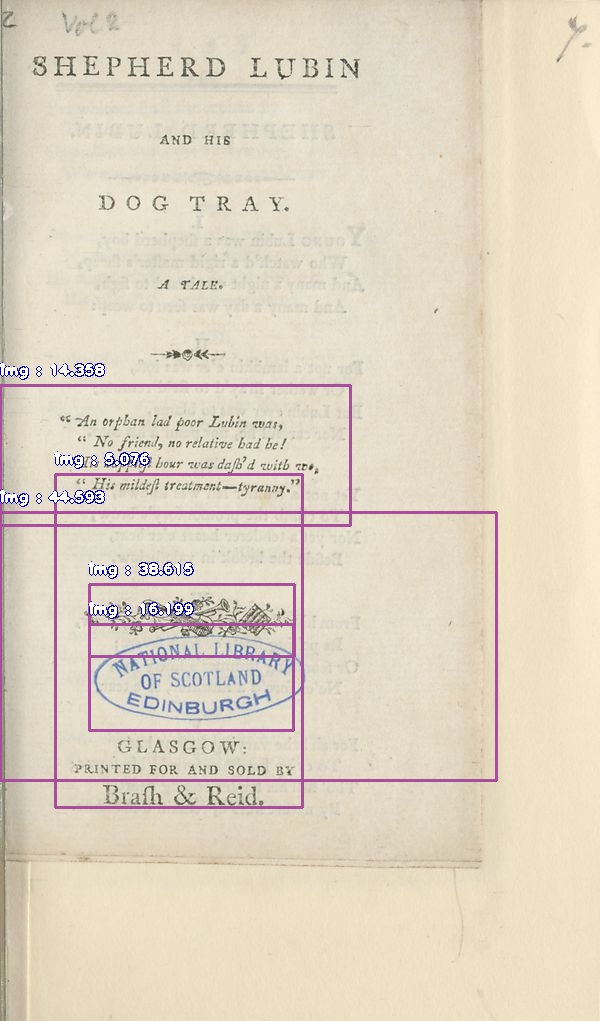 2 Vol 2
7.
SHEPHERD LUBIN
AND HIS
DOG TRAY.
A TALE.
img : 14.358
“ An orphan lad poor Lubin was,
“ No friend, no relative had he!
img : 5.076
hour was daſh'd with
“ His mildeſt treatment—tyranny.”
img : 44.593
img : 38.615
img : 16.199
NATIONAL LIBRARY
OF SCOTLAND
EDINBURGH
GLASGOW:
PRINTED FOR AND SOLD BY
Braſh & Reid.